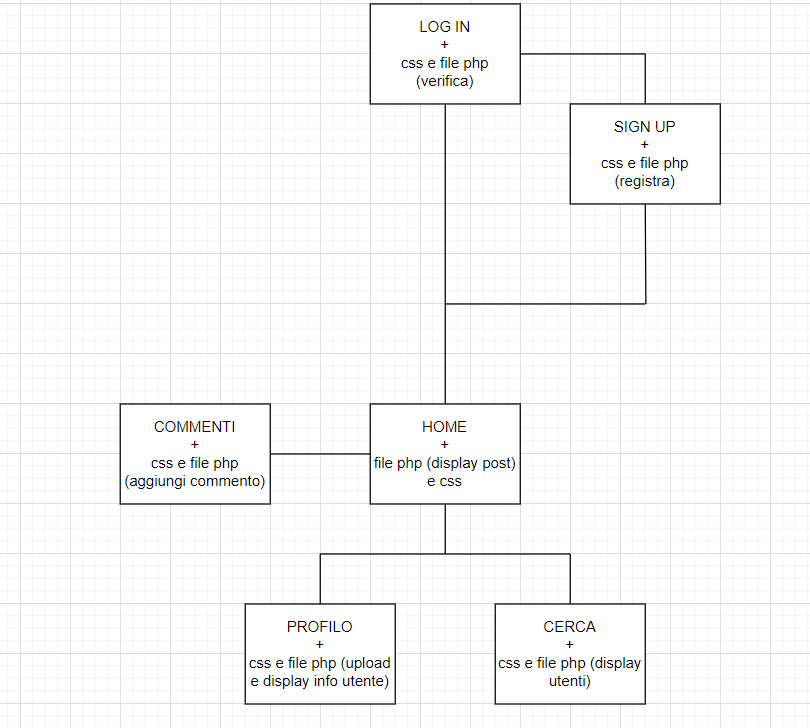 LOG IN
+
css e file php
(verifica)
SIGN UP
+
css e file php
(registra)
COMMENTI
+
css e file php
(aggiungi commento)
HOME
+
file php (display post)
e css
PROFILO
+
css e file php (upload
e display info utente)
CERCA
+
css e file php (display
utenti)